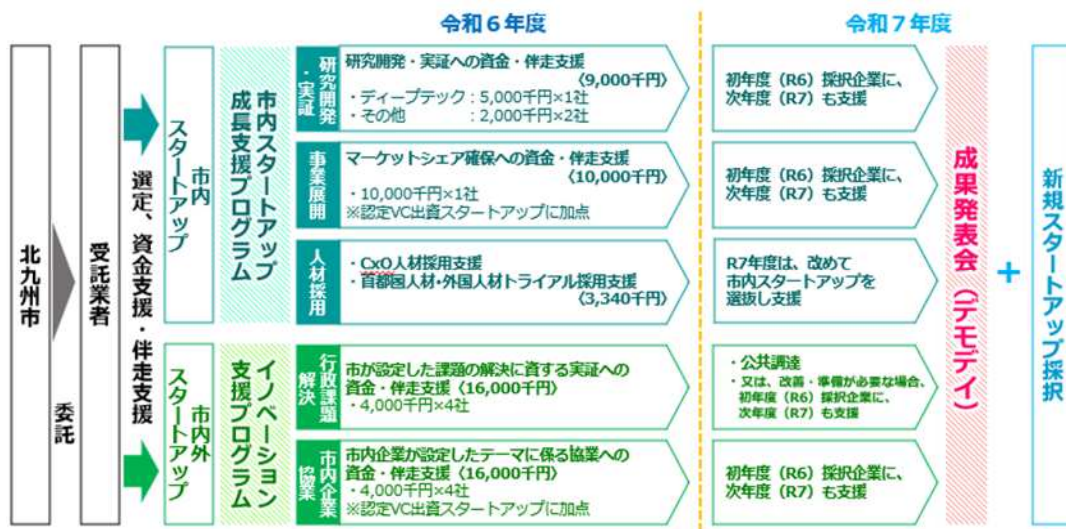 令和６年度
令和７年度
北九州市
委託
受託業者
選定、資金支援・伴走支援
市内
スタートアップ
市内スタートアップ
成長支援プログラム
研究開発
・実証
研究開発・実証への資金・伴走支援
〈9,000千円〉
・ディープテック：5,000千円×1社
・その他　　　　：2,000千円×2社
初年度（R6）採択企業に、
次年度（R7）も支援
事業展開
マーケットシェア確保への資金・伴走支援
〈10,000千円〉
・10,000千円×1社
※認定VC出資スタートアップに加点
初年度（R6）採択企業に、
次年度（R7）も支援
人材採用
・CxO人材採用支援
・首都圏人材・外国人材トライアル採用支援
〈3,340千円〉
R7年度は、改めて
市内スタートアップを
選抜し支援
市内外
スタートアップ
イノベーション
支援プログラム
行政課題
解決
市が設定した課題の解決に資する実証への
資金・伴走支援〈16,000千円〉
・4,000千円×4社
・公共調達
・又は、改善・準備が必要な場合、
初年度（R6）採択企業に、
次年度（R7）も支援
市内企業
協業
市内企業が設定したテーマに係る協業への
資金・伴走支援〈16,000千円〉
・4,000千円×4社
※認定VC出資スタートアップに加点
初年度（R6）採択企業に、
次年度（R7）も支援
成果発表会（デモデイ）
＋
新規スタートアップ採択